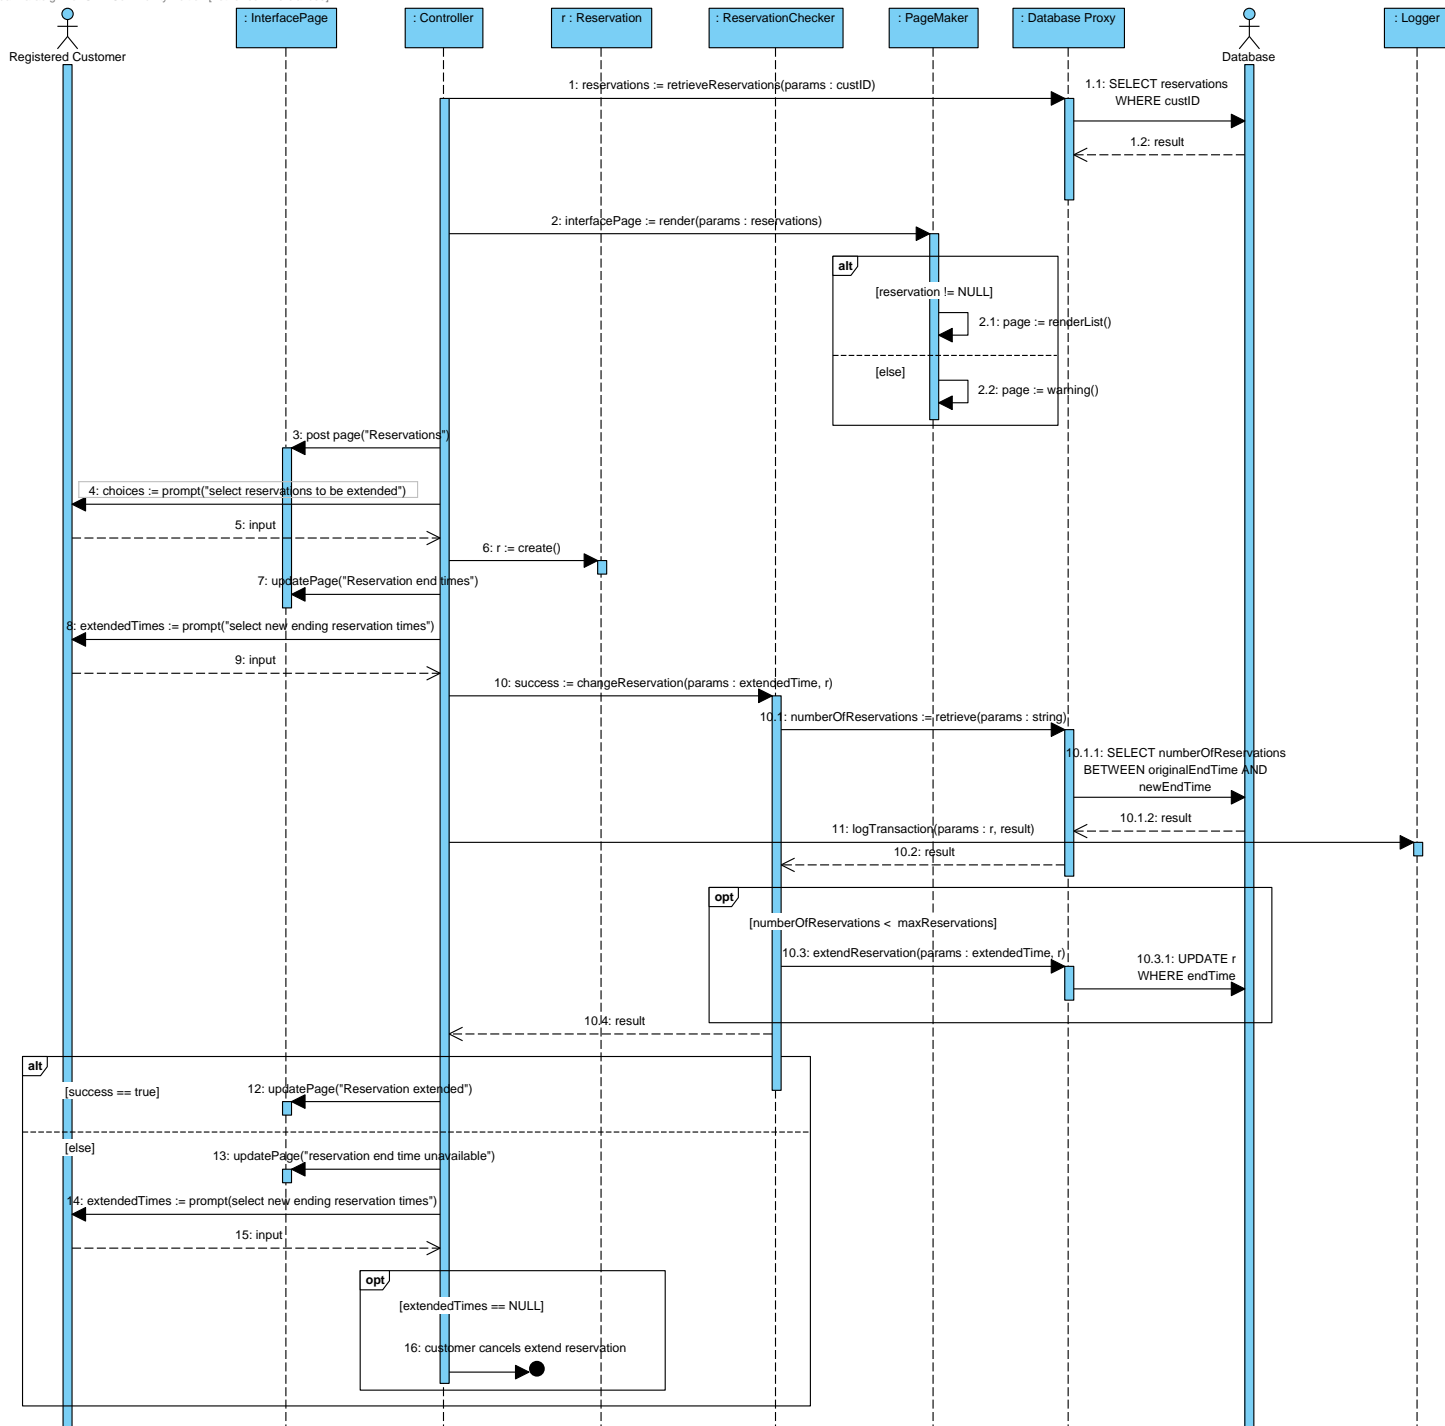 : InterfacePage
: Controller
r : Reservation
: ReservationChecker
: PageMaker
: Database Proxy
: Logger
Registered Customer
Database
1: reservations := retrieveReservations(params : custID)
1.1: SELECT reservations
WHERE custID
1.2: result
2: interfacePage := render(params : reservations)
alt
[reservation != NULL]
2.1: page := renderList()
[else]
2.2: page := warning()
3: post page("Reservations")
4: choices := prompt("select reservations to be extended")
5: input
6: r := create()
7: updatePage("Reservation end times")
8: extendedTimes := prompt("select new ending reservation times")
9: input
10: success := changeReservation(params : extendedTime, r)
10.1: numberOfReservations := retrieve(params : string)
10.1.1: SELECT numberOfReservations
BETWEEN originalEndTime AND
newEndTime
10.1.2: result
11: logTransaction(params : r, result)
10.2: result
opt
[numberOfReservations < maxReservations]
10.3: extendReservation(params : extendedTime, r)
10.3.1: UPDATE r
WHERE endTime
10.4: result
alt
[success == true]
12: updatePage("Reservation extended")
[else]
13: updatePage("reservation end time unavailable")
14: extendedTimes := prompt(select new ending reservation times")
15: input
opt
[extendedTimes == NULL]
16: customer cancels extend reservation